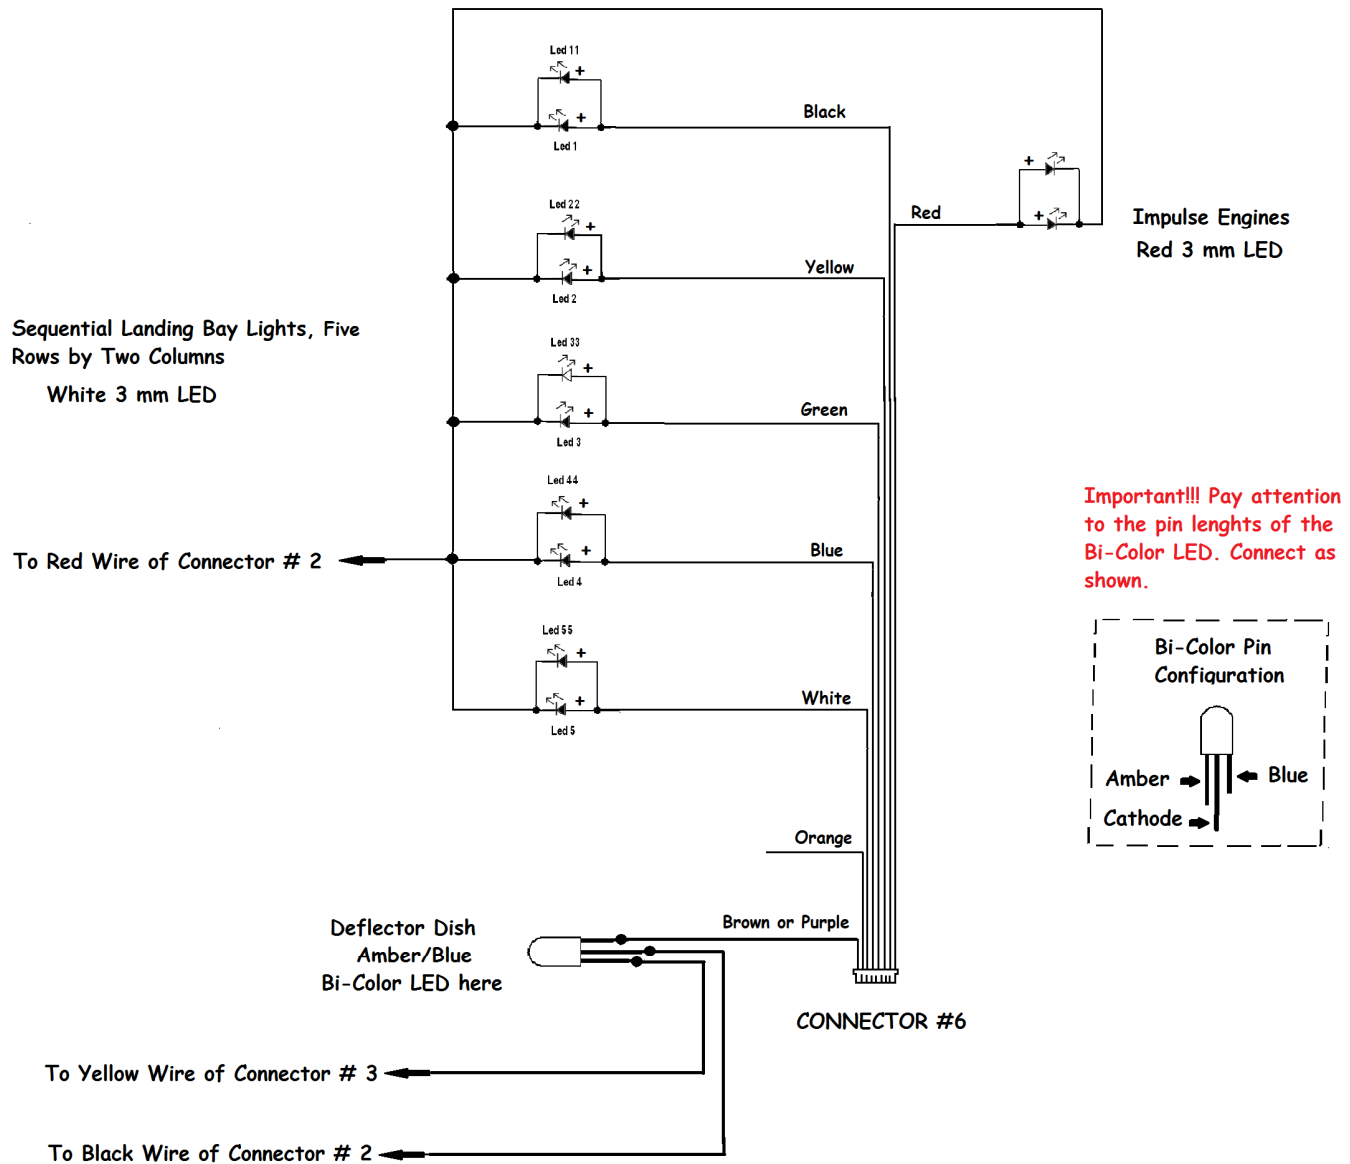 Led 11
+
+
Led 1
Black
Led 22
+
+
Led 2
Yellow
Red
+
+
Impulse Engines
Red 3 mm LED
Sequential Landing Bay Lights, Five
Rows by Two Columns
White 3 mm LED
Led 33
+
+
Led 3
Green
Led 44
+
+
Led 4
Blue
To Red Wire of Connector # 2
Important!!! Pay attention
to the pin lenghts of the
Bi-Color LED. Connect as
shown.
Led 55
+
+
Led 5
White
Bi-Color Pin
Configuration
Amber
Blue
Cathode
Orange
Brown or Purple
Deflector Dish
Amber/Blue
Bi-Color LED here
CONNECTOR #6
To Yellow Wire of Connector # 3
To Black Wire of Connector # 2